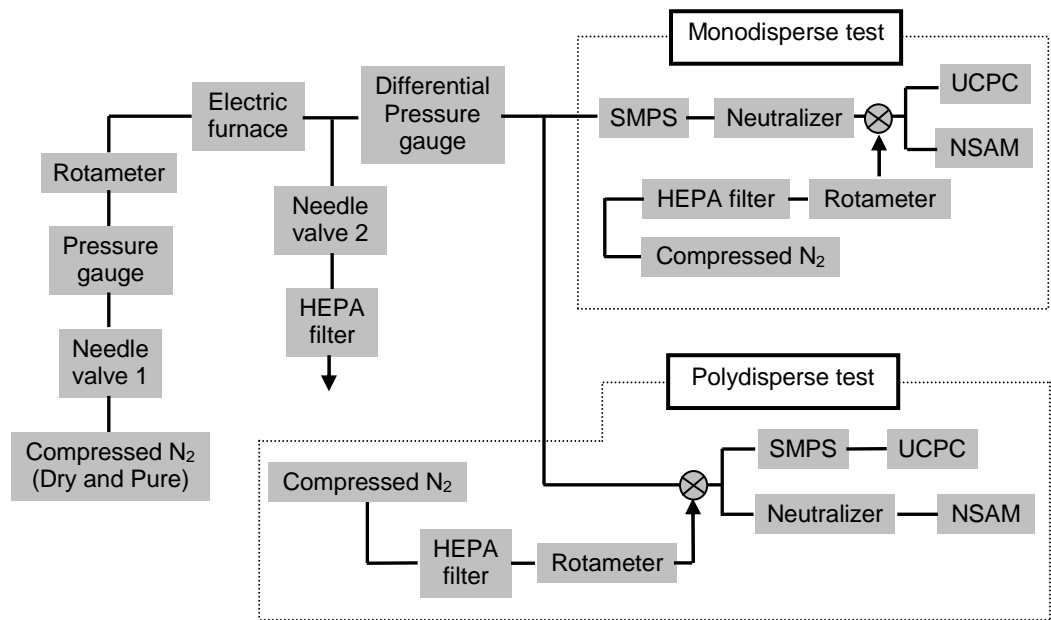 Monodisperse test
Electric
furnace
Differential
Pressure
gauge
SMPS
Neutralizer
UCPC
NSAM
Rotameter
HEPA filter
Rotameter
Needle
valve 2
Pressure
gauge
Compressed N₂
HEPA
filter
Needle
valve 1
Polydisperse test
Compressed N₂
(Dry and Pure)
SMPS
UCPC
Compressed N₂
Neutralizer
NSAM
HEPA
filter
Rotameter